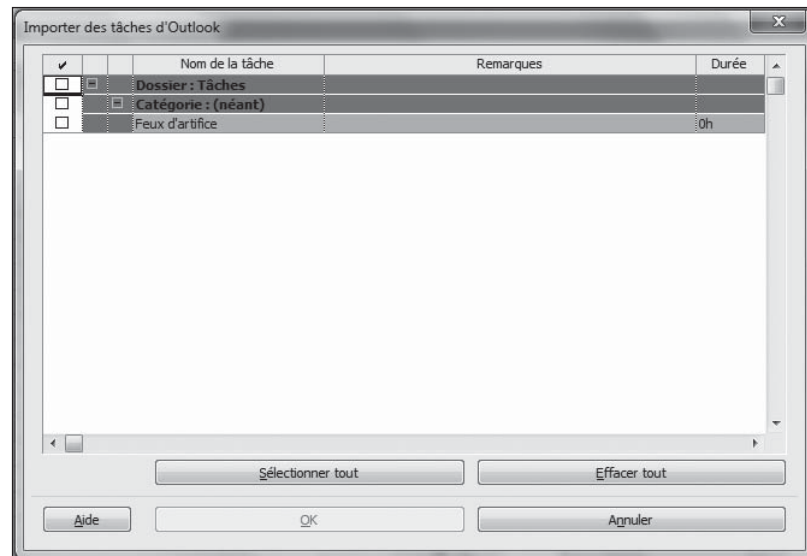 Importer des tâches d'Outlook
Nom de la tâche Remarques Durée
Dossier : Tâches
Catégorie : (néant)
Feux d'artifice 0h
Sélectionner tout Effacer tout
Aide OK Annuler